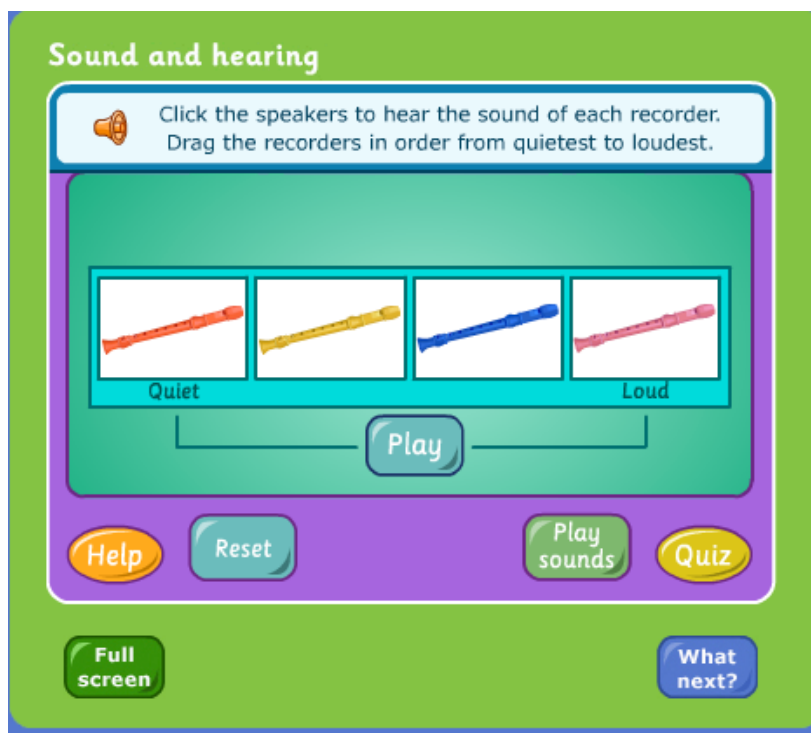 Sound and hearing
Click the speakers to hear the sound of each recorder.
Drag the recorders in order from quietest to loudest.
Quiet
Loud
Play
Help
Reset
Play
sounds
Quiz
Full
screen
What
next?